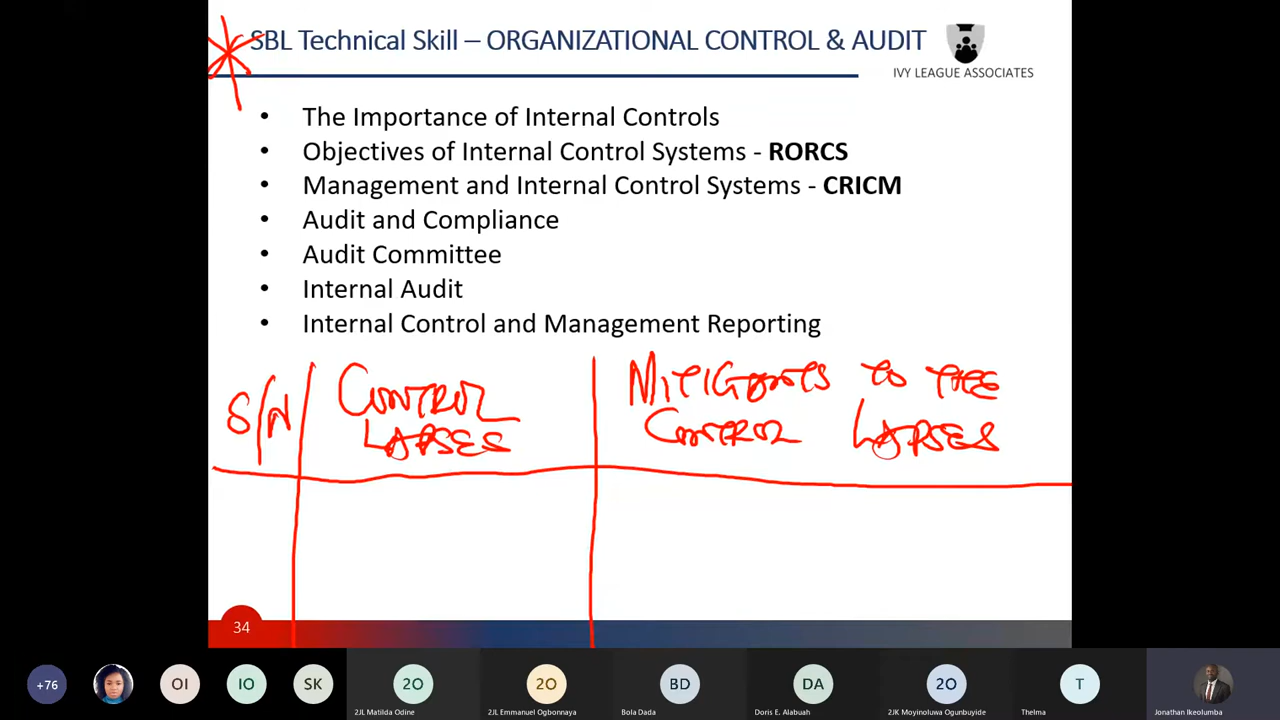 SBL Technical Skill – ORGANIZATIONAL CONTROL & AUDIT
IVY LEAGUE ASSOCIATES
• The Importance of Internal Controls
• Objectives of Internal Control Systems - RORCS
• Management and Internal Control Systems - CRICM
• Audit and Compliance
• Audit Committee
• Internal Audit
• Internal Control and Management Reporting
S/N
CONTROL
LAPSES
MITIGANTS TO THE
CONTROL LAPSES
34
+76
OI
IO
SK
2O
2O
BD
DA
2O
T
2JL Matilda Odine
2JL Emmanuel Ogbonnaya
Bola Dada
Doris E. Alabuah
2JK Moyinoluwa Ogunbuyide
Thelma
Jonathan Ikeolumba